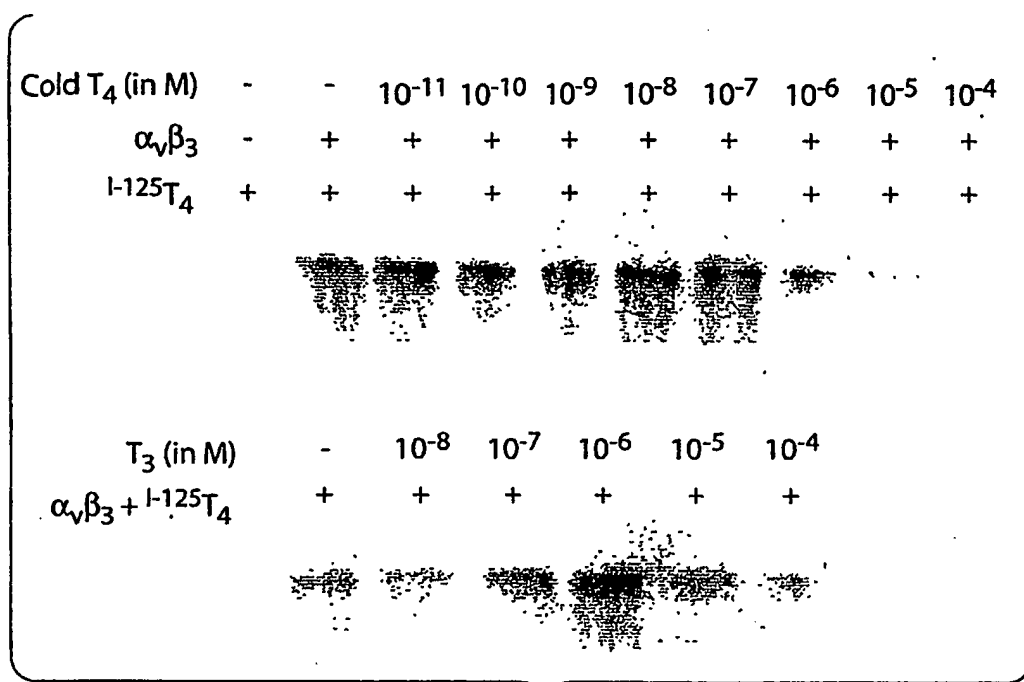 Cold T₄ (in M) - - 10⁻¹¹ 10⁻¹⁰ 10⁻⁹ 10⁻⁸ 10⁻⁷ 10⁻⁶ 10⁻⁵ 10⁻⁴
αᵥβ₃ - + + + + + + + + +
I-125T₄ + + + + + + + + + +
T₃ (in M) - 10⁻⁸ 10⁻⁷ 10⁻⁶ 10⁻⁵ 10⁻⁴
αᵥβ₃ + I-125T₄ + + + + + +